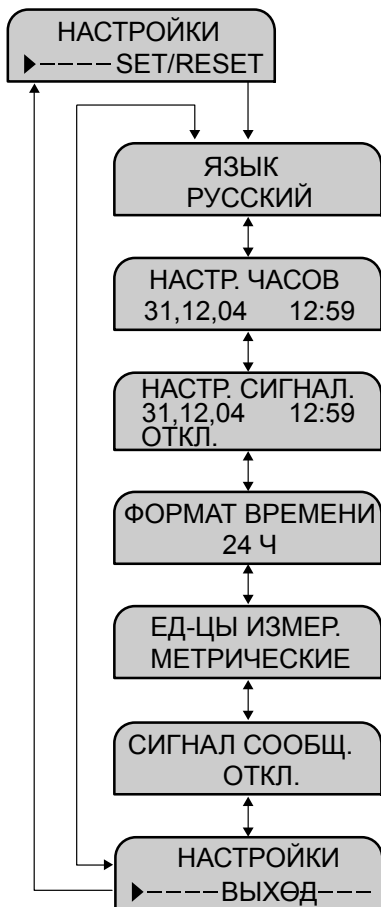 НАСТРОЙКИ
▶---- SET/RESET
ЯЗЫК
РУССКИЙ
НАСТР. ЧАСОВ
31,12,04 12:59
НАСТР. СИГНАЛ.
31,12,04 12:59
ОТКЛ.
ФОРМАТ ВРЕМЕНИ
24 Ч
ЕД-ЦЫ ИЗМЕР.
МЕТРИЧЕСКИЕ
СИГНАЛ СООБЩ.
ОТКЛ.
НАСТРОЙКИ
▶----ВЫХОД---